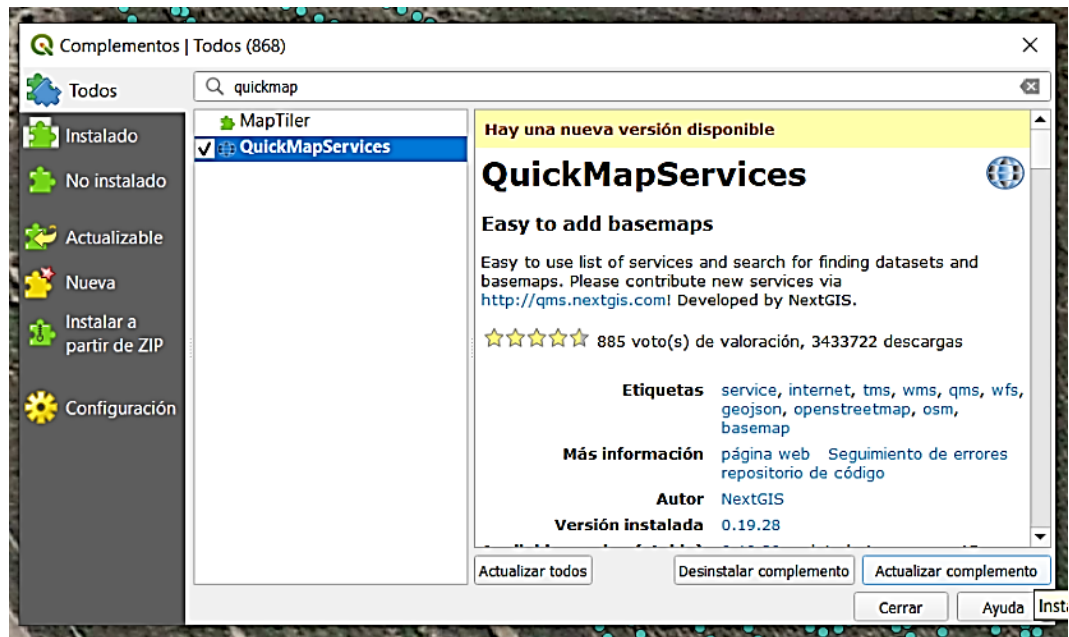 Complementos | Todos (868)
Todos
Instalado
No instalado
Actualizable
Nueva
Instalar a
partir de ZIP
Configuración
quickmap
MapTiler
QuickMapServices
Hay una nueva versión disponible
QuickMapServices
Easy to add basemaps
Easy to use list of services and search for finding datasets and
basemaps. Please contribute new services via
http://qms.nextgis.com! Developed by NextGIS.
885 voto(s) de valoración, 3433722 descargas
Etiquetas service, internet, tms, wms, qms, wfs,
geojson, openstreetmap, osm,
basemap
Más información página web Seguimiento de errores
repositorio de código
Autor NextGIS
Versión instalada 0.19.28
Actualizar todos Desinstalar complemento Actualizar complemento
Cerrar Ayuda Insta